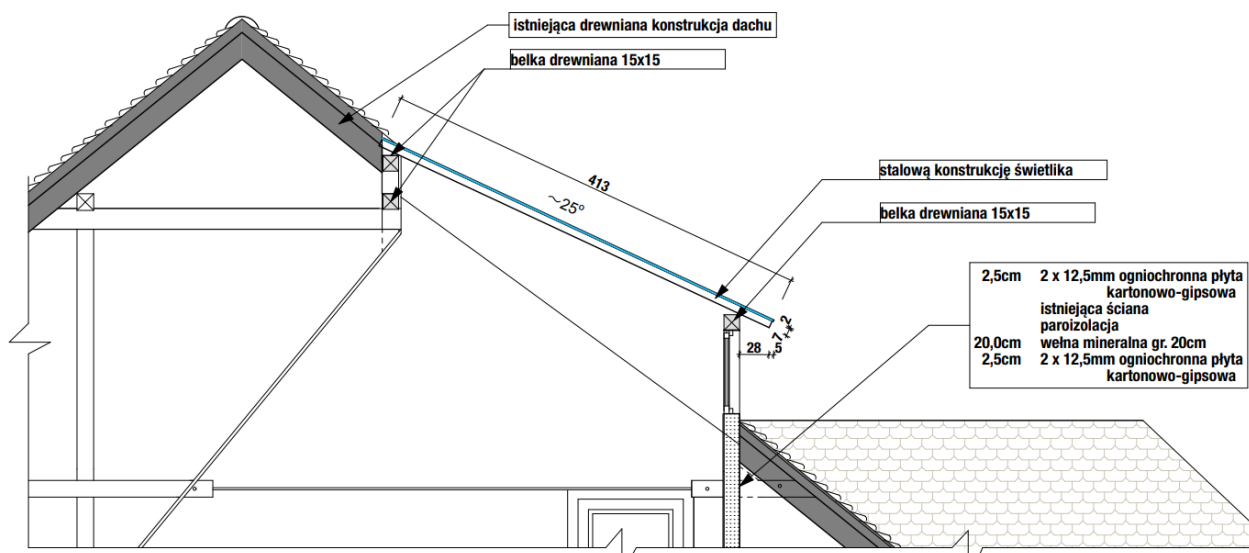 istniejąca drewniana konstrukcja dachu
belka drewniana 15x15
413
~25°
stalową konstrukcję świetlika
belka drewniana 15x15
2,5cm 2 x 12,5mm ogniochronna płyta
kartonowo-gipsowa
istniejąca ściana
paroizolacja
20,0cm wełna mineralna gr. 20cm
2,5cm 2 x 12,5mm ogniochronna płyta
kartonowo-gipsowa
2
7
28 5